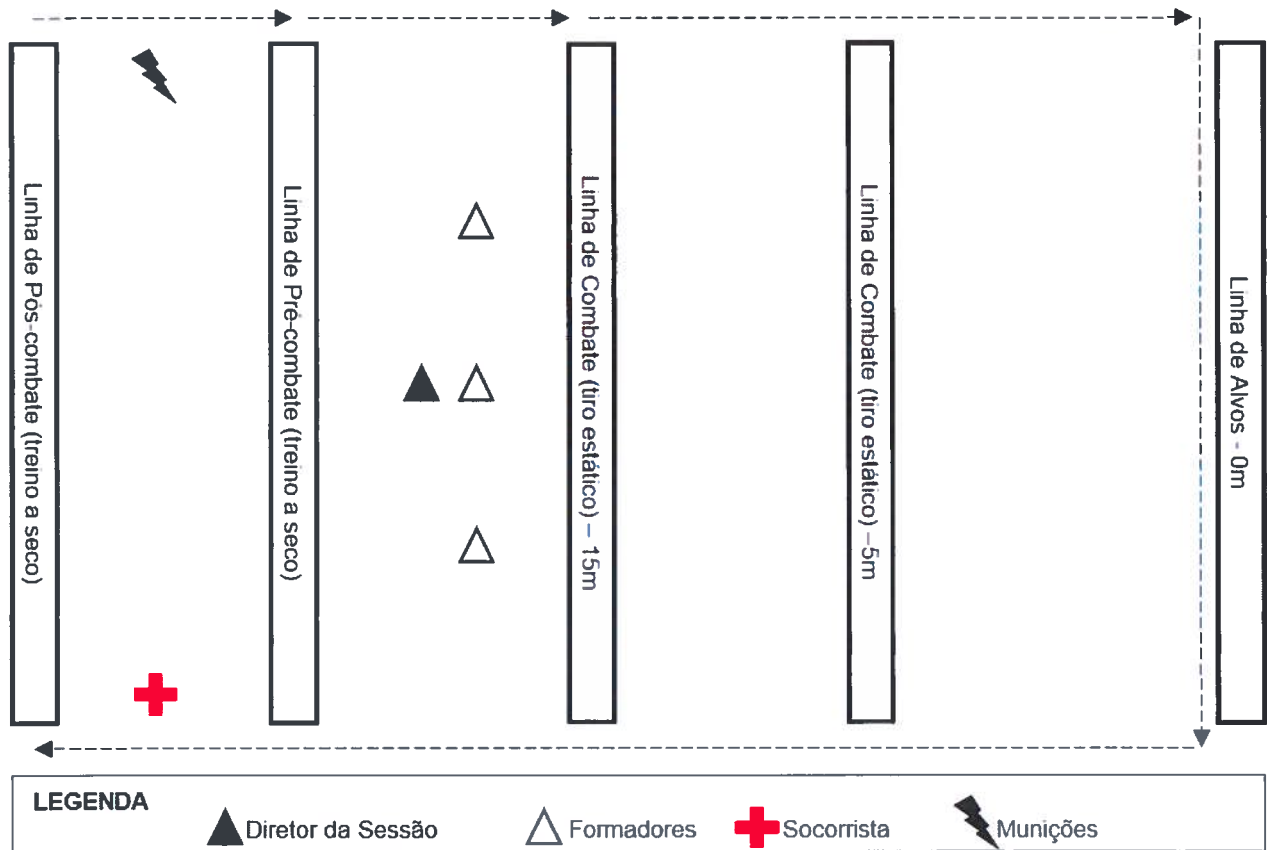 Linha de Pós-combate (treino a seco)
Linha de Pré-combate (treino a seco)
Linha de Combate (tiro estático) – 15m
Linha de Combate (tiro estático) –5m
Linha de Alvos - 0m
LEGENDA
Diretor da Sessão
Formadores
Socorrista
Munições